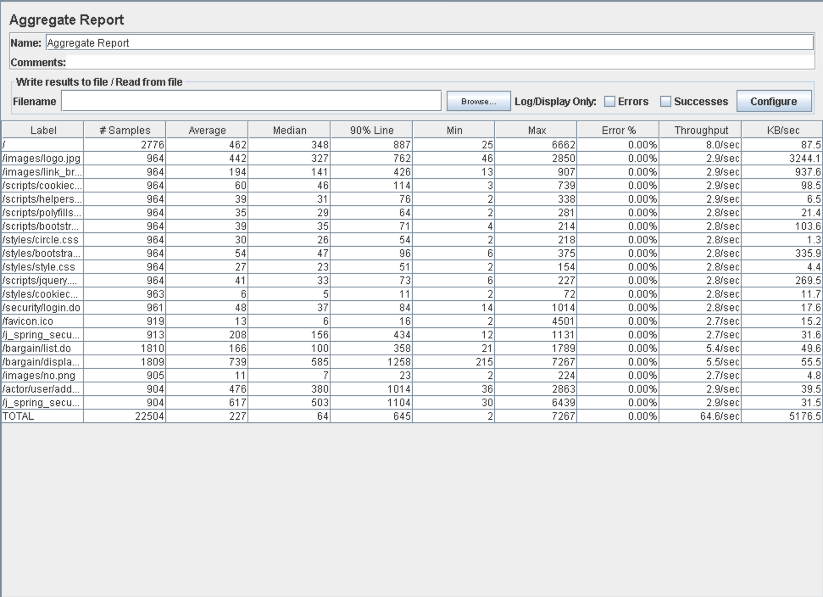 Aggregate Report
Name: Aggregate Report
Comments:
Write results to file / Read from file
Filename Browse... Log/Display Only: Errors Successes Configure
Label # Samples Average Median 90% Line Min Max Error % Throughput KB/sec
/ 2776 462 348 887 25 6662 0.00% 8.0/sec 87.5
/images/logo.jpg 964 442 327 762 46 2850 0.00% 2.9/sec 3244.1
/images/link_br... 964 194 141 426 13 907 0.00% 2.9/sec 937.6
/scripts/cookiec... 964 60 46 114 3 739 0.00% 2.9/sec 98.5
/scripts/helpers... 964 39 31 76 2 338 0.00% 2.9/sec 6.5
/scripts/polyfills... 964 35 29 64 2 281 0.00% 2.8/sec 21.4
/scripts/bootstr... 964 39 35 71 4 214 0.00% 2.8/sec 103.6
/styles/circle.css 964 30 26 54 2 218 0.00% 2.8/sec 1.3
/styles/bootstra... 964 54 47 96 6 375 0.00% 2.8/sec 335.9
/styles/style.css 964 27 23 51 2 154 0.00% 2.8/sec 4.4
/scripts/jquery.... 964 41 33 73 6 227 0.00% 2.8/sec 269.5
/styles/cookiec... 963 6 5 11 2 72 0.00% 2.8/sec 11.7
/security/login.do 961 48 37 84 14 1014 0.00% 2.8/sec 17.6
/favicon.ico 919 13 6 16 2 4501 0.00% 2.7/sec 15.2
/j_spring_secu... 913 208 156 434 12 1131 0.00% 2.7/sec 31.6
/bargain/list.do 1810 166 100 358 21 1789 0.00% 5.4/sec 49.6
/bargain/displa... 1809 739 585 1258 215 7267 0.00% 5.5/sec 55.5
/images/no.png 905 11 7 23 2 224 0.00% 2.7/sec 4.8
/actor/user/add... 904 476 380 1014 36 2863 0.00% 2.9/sec 39.5
/j_spring_secu... 904 617 503 1104 30 6439 0.00% 2.9/sec 31.5
TOTAL 22504 227 64 645 2 7267 0.00% 64.6/sec 5176.5